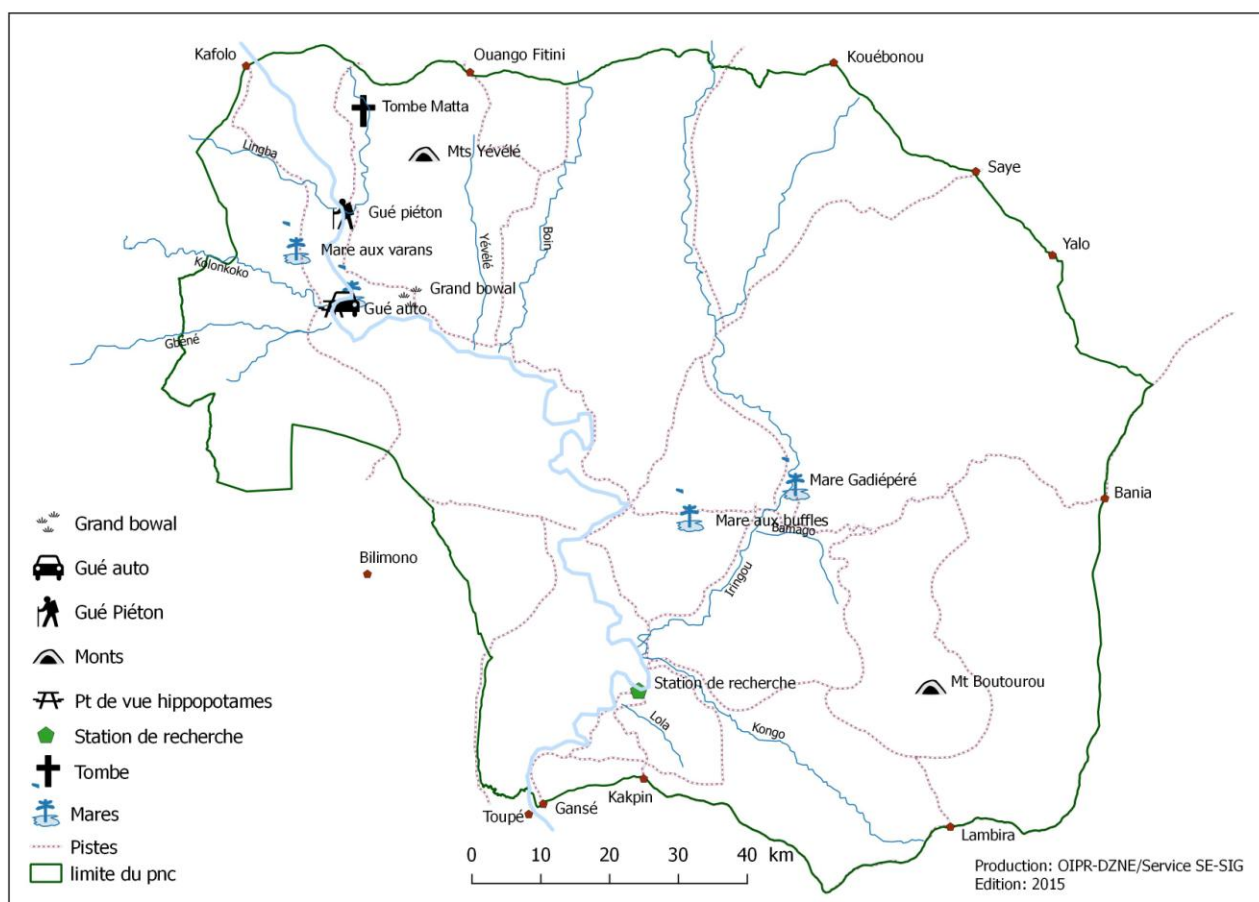 Kafolo
Ouango Fitini
Kouébonou
Tombe Matta
Lingba
Mts Yévélé
Saye
Gué piéton
Mare aux varans
Yévélé
Boin
Yalo
Kolonkoko
Grand bowal
Gué auto
Gbéné
Mare Gadiépéré
Bania
Mare aux buffles
Bamago
Grand bowal
Gué auto
Bilimono
Iringou
Gué Piéton
Monts
Pt de vue hippopotames
Station de recherche
Mt Boutourou
Station de recherche
Lola
Kongo
Tombe
Kakpin
Gansé
Toupé
Mares
Lambira
Pistes
limite du pnc
0 10 20 30 40 km
Production: OIPR-DZNE/Service SE-SIG
Edition: 2015